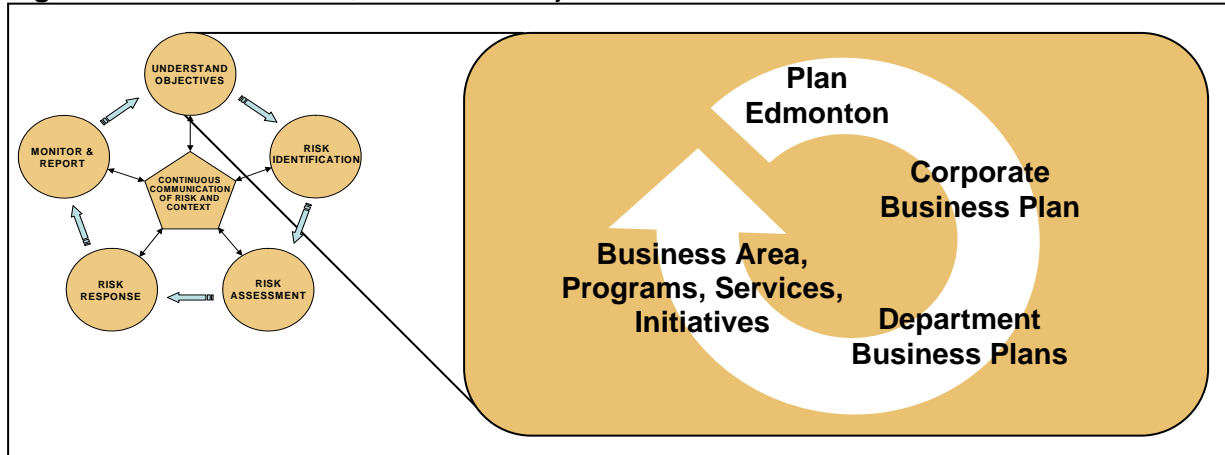 UNDERSTAND
OBJECTIVES
RISK
IDENTIFICATION
RISK
ASSESSMENT
RISK
RESPONSE
MONITOR &
REPORT
CONTINUOUS
COMMUNICATION
OF RISK AND
CONTEXT
Plan
Edmonton
Corporate
Business Plan
Department
Business Plans
Business Area,
Programs, Services,
Initiatives